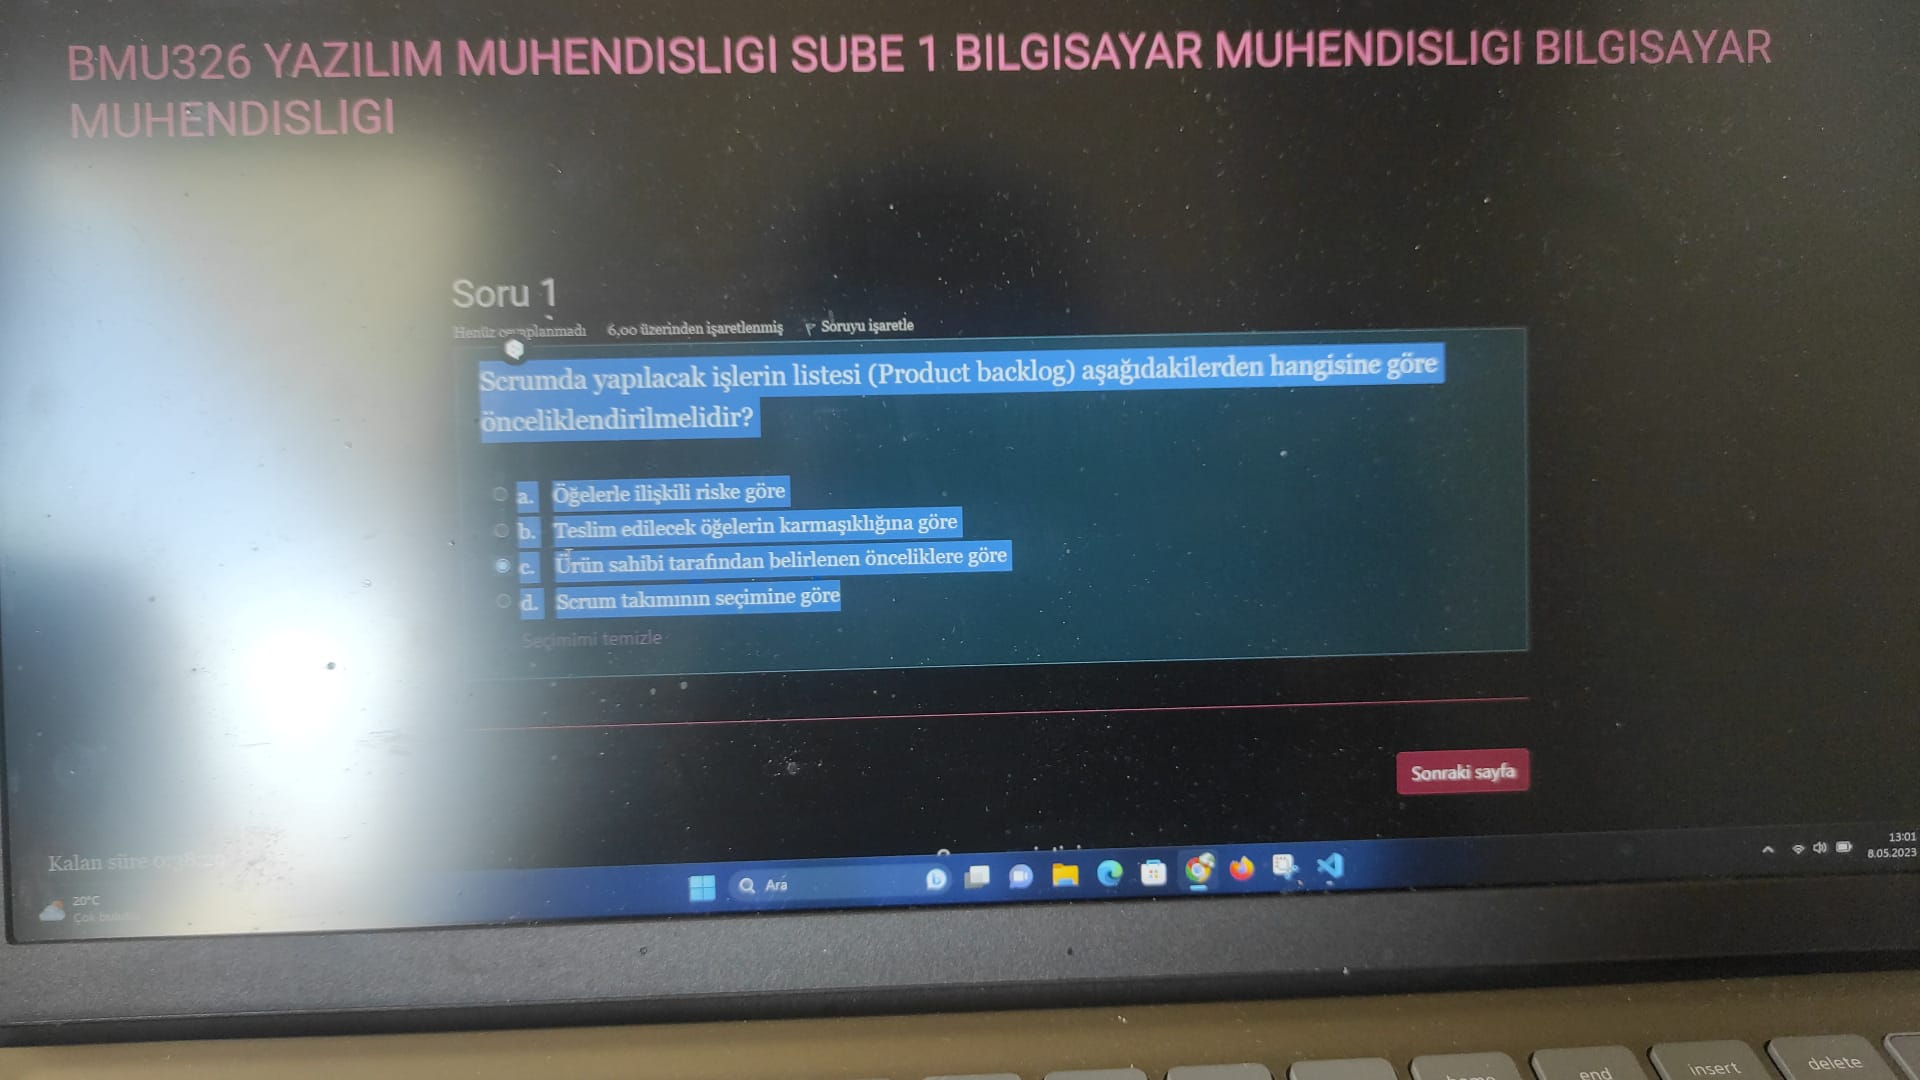 BMU326 YAZILIM MUHENDISLIGI SUBE 1 BILGISAYAR MUHENDISLIGI BILGISAYAR
MUHENDISLIGI
Soru 1
Henüz cevaplanmadı 6,00 üzerinden işaretlenmiş Soruyu işaretle
Scrumda yapılacak işlerin listesi (Product backlog) aşağıdakilerden hangisine göre
önceliklendirilmelidir?
a. Öğelerle ilişkili riske göre
b. Teslim edilecek öğelerin karmaşıklığına göre
c. Ürün sahibi tarafından belirlenen önceliklere göre
d. Scrum takımının seçimine göre
Seçimimi temizle
Sonraki sayfa
Kalan süre
20°C
Çok bulutlu
Ara
13:01
8.05.2023
home
end
insert
delete